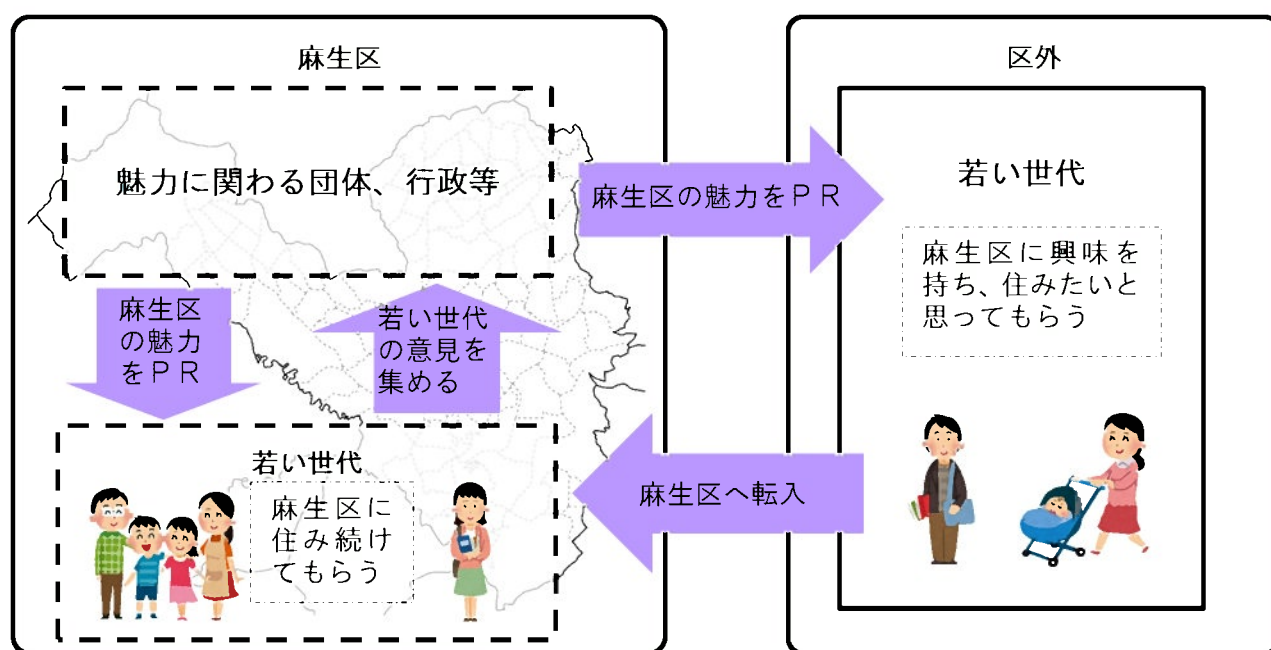 麻生区
魅力に関わる団体、行政等
麻生区
の魅力
をＰＲ
若い世代
の意見を
集める
若い世代
麻生区に
住み続け
てもらう
麻生区の魅力をＰＲ
麻生区へ転入
区外
若い世代
麻生区に興味を
持ち、住みたいと
思ってもらう